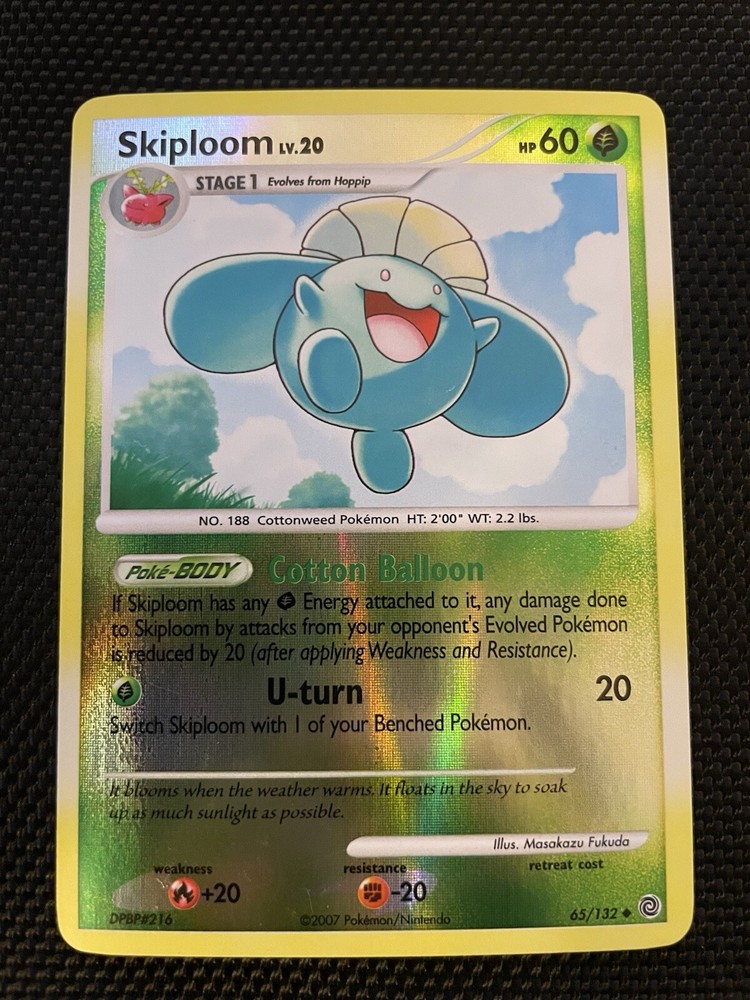 Skiploom LV.20 HP 60
STAGE 1 Evolves from Hoppip
NO. 188 Cottonweed Pokémon HT: 2'00" WT: 2.2 lbs.
Poké-BODY Cotton Balloon
If Skiploom has any Energy attached to it, any damage done
to Skiploom by attacks from your opponent's Evolved Pokémon
is reduced by 20 (after applying Weakness and Resistance).
U-turn 20
Switch Skiploom with 1 of your Benched Pokémon.
It blooms when the weather warms. It floats in the sky to soak
up as much sunlight as possible.
Illus. Masakazu Fukuda
weakness resistance retreat cost
+20 -20
DPBP#216 ©2007 Pokémon/Nintendo 65/132